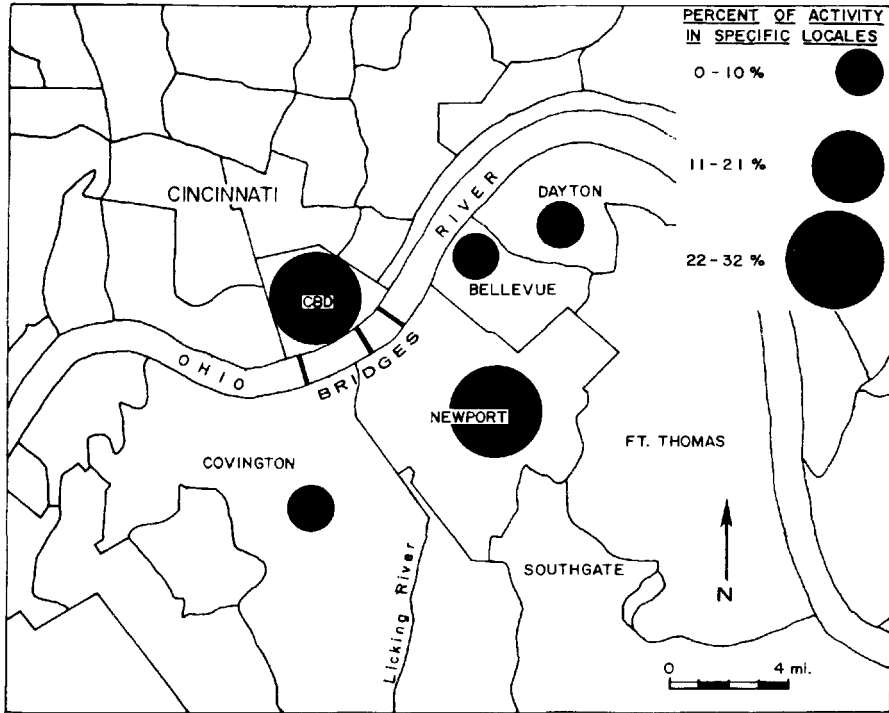 PERCENT OF ACTIVITY
IN SPECIFIC LOCALES
0 - 10 %
11 - 21 %
22 - 32 %
CINCINNATI
DAYTON
RIVER
BELLEVUE
CBD
OHIO
BRIDGES
NEWPORT
FT. THOMAS
COVINGTON
SOUTHGATE
Licking River
N
0 4 mi.